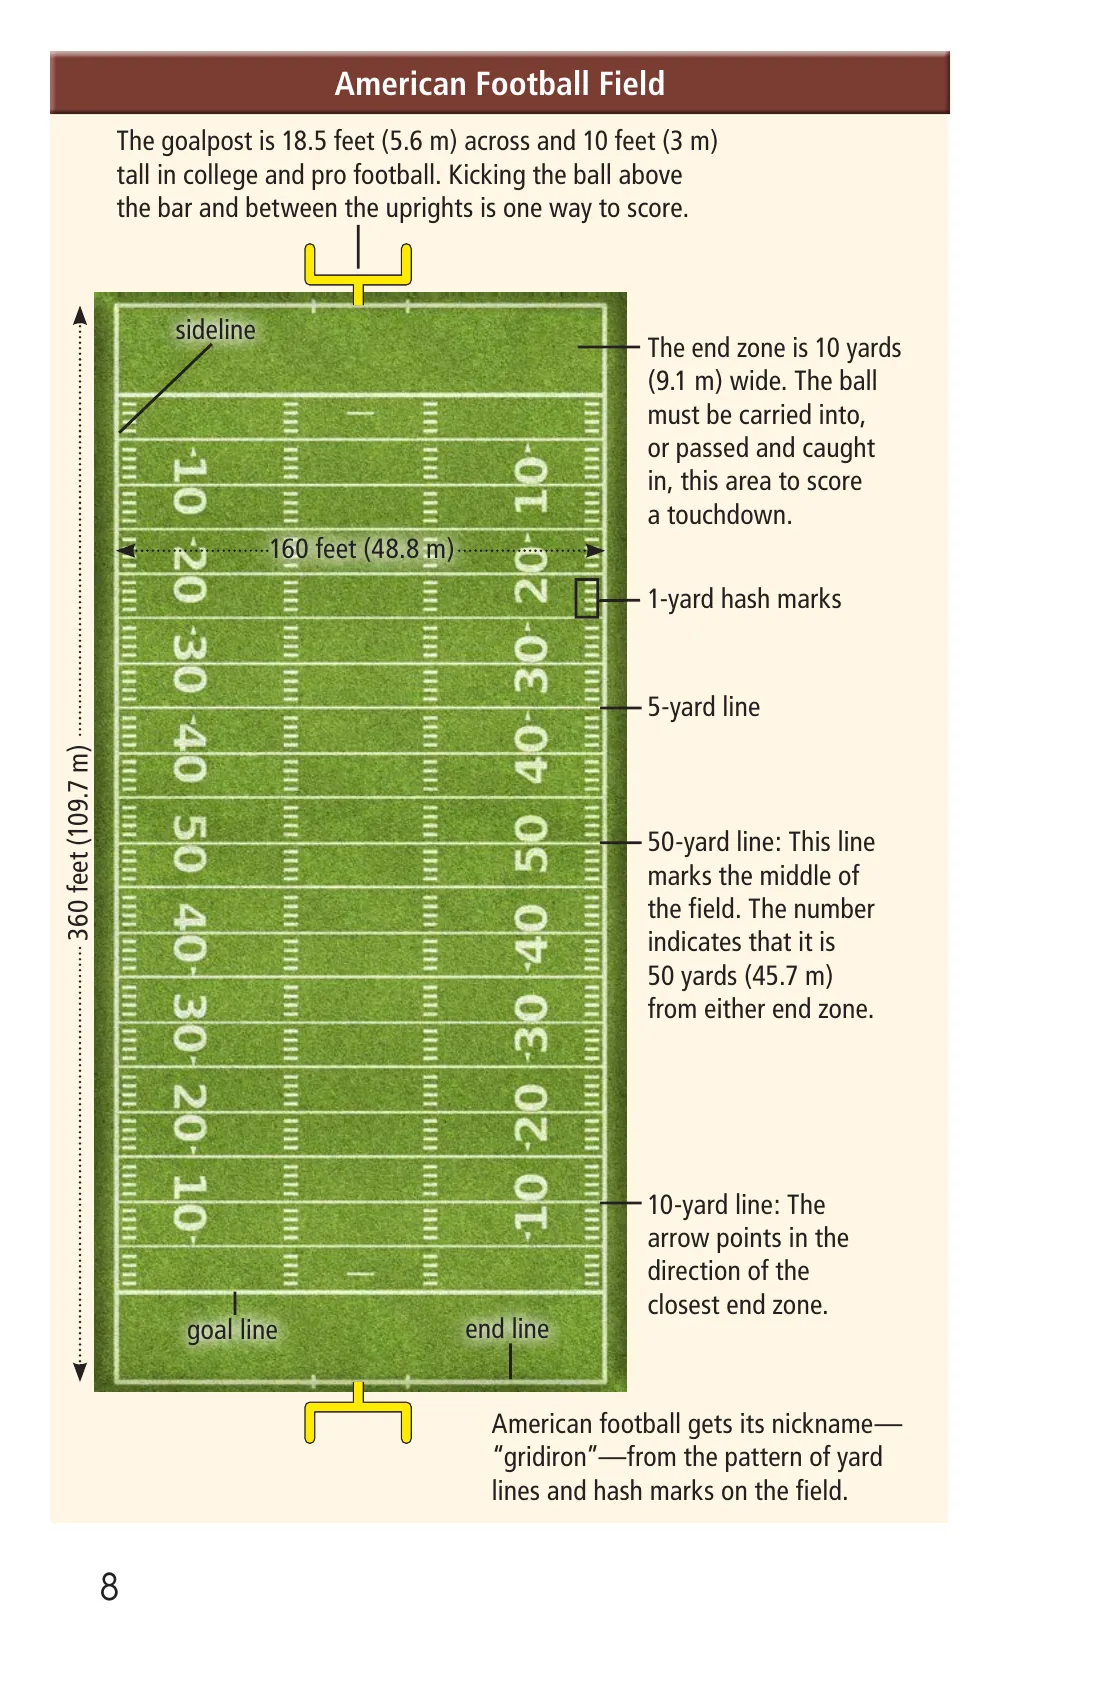 American Football Field
The goalpost is 18.5 feet (5.6 m) across and 10 feet (3 m)
tall in college and pro football. Kicking the ball above
the bar and between the uprights is one way to score.
sideline
The end zone is 10 yards
(9.1 m) wide. The ball
must be carried into,
or passed and caught
in, this area to score
a touchdown.
10 10
160 feet (48.8 m)
20 20
1-yard hash marks
30 30
5-yard line
40 40
360 feet (109.7 m)
50 50
50-yard line: This line
marks the middle of
the field. The number
indicates that it is
50 yards (45.7 m)
from either end zone.
40 40
30 30
20 20
10 10
10-yard line: The
arrow points in the
direction of the
closest end zone.
goal line
end line
American football gets its nickname—
“gridiron”—from the pattern of yard
lines and hash marks on the field.
8